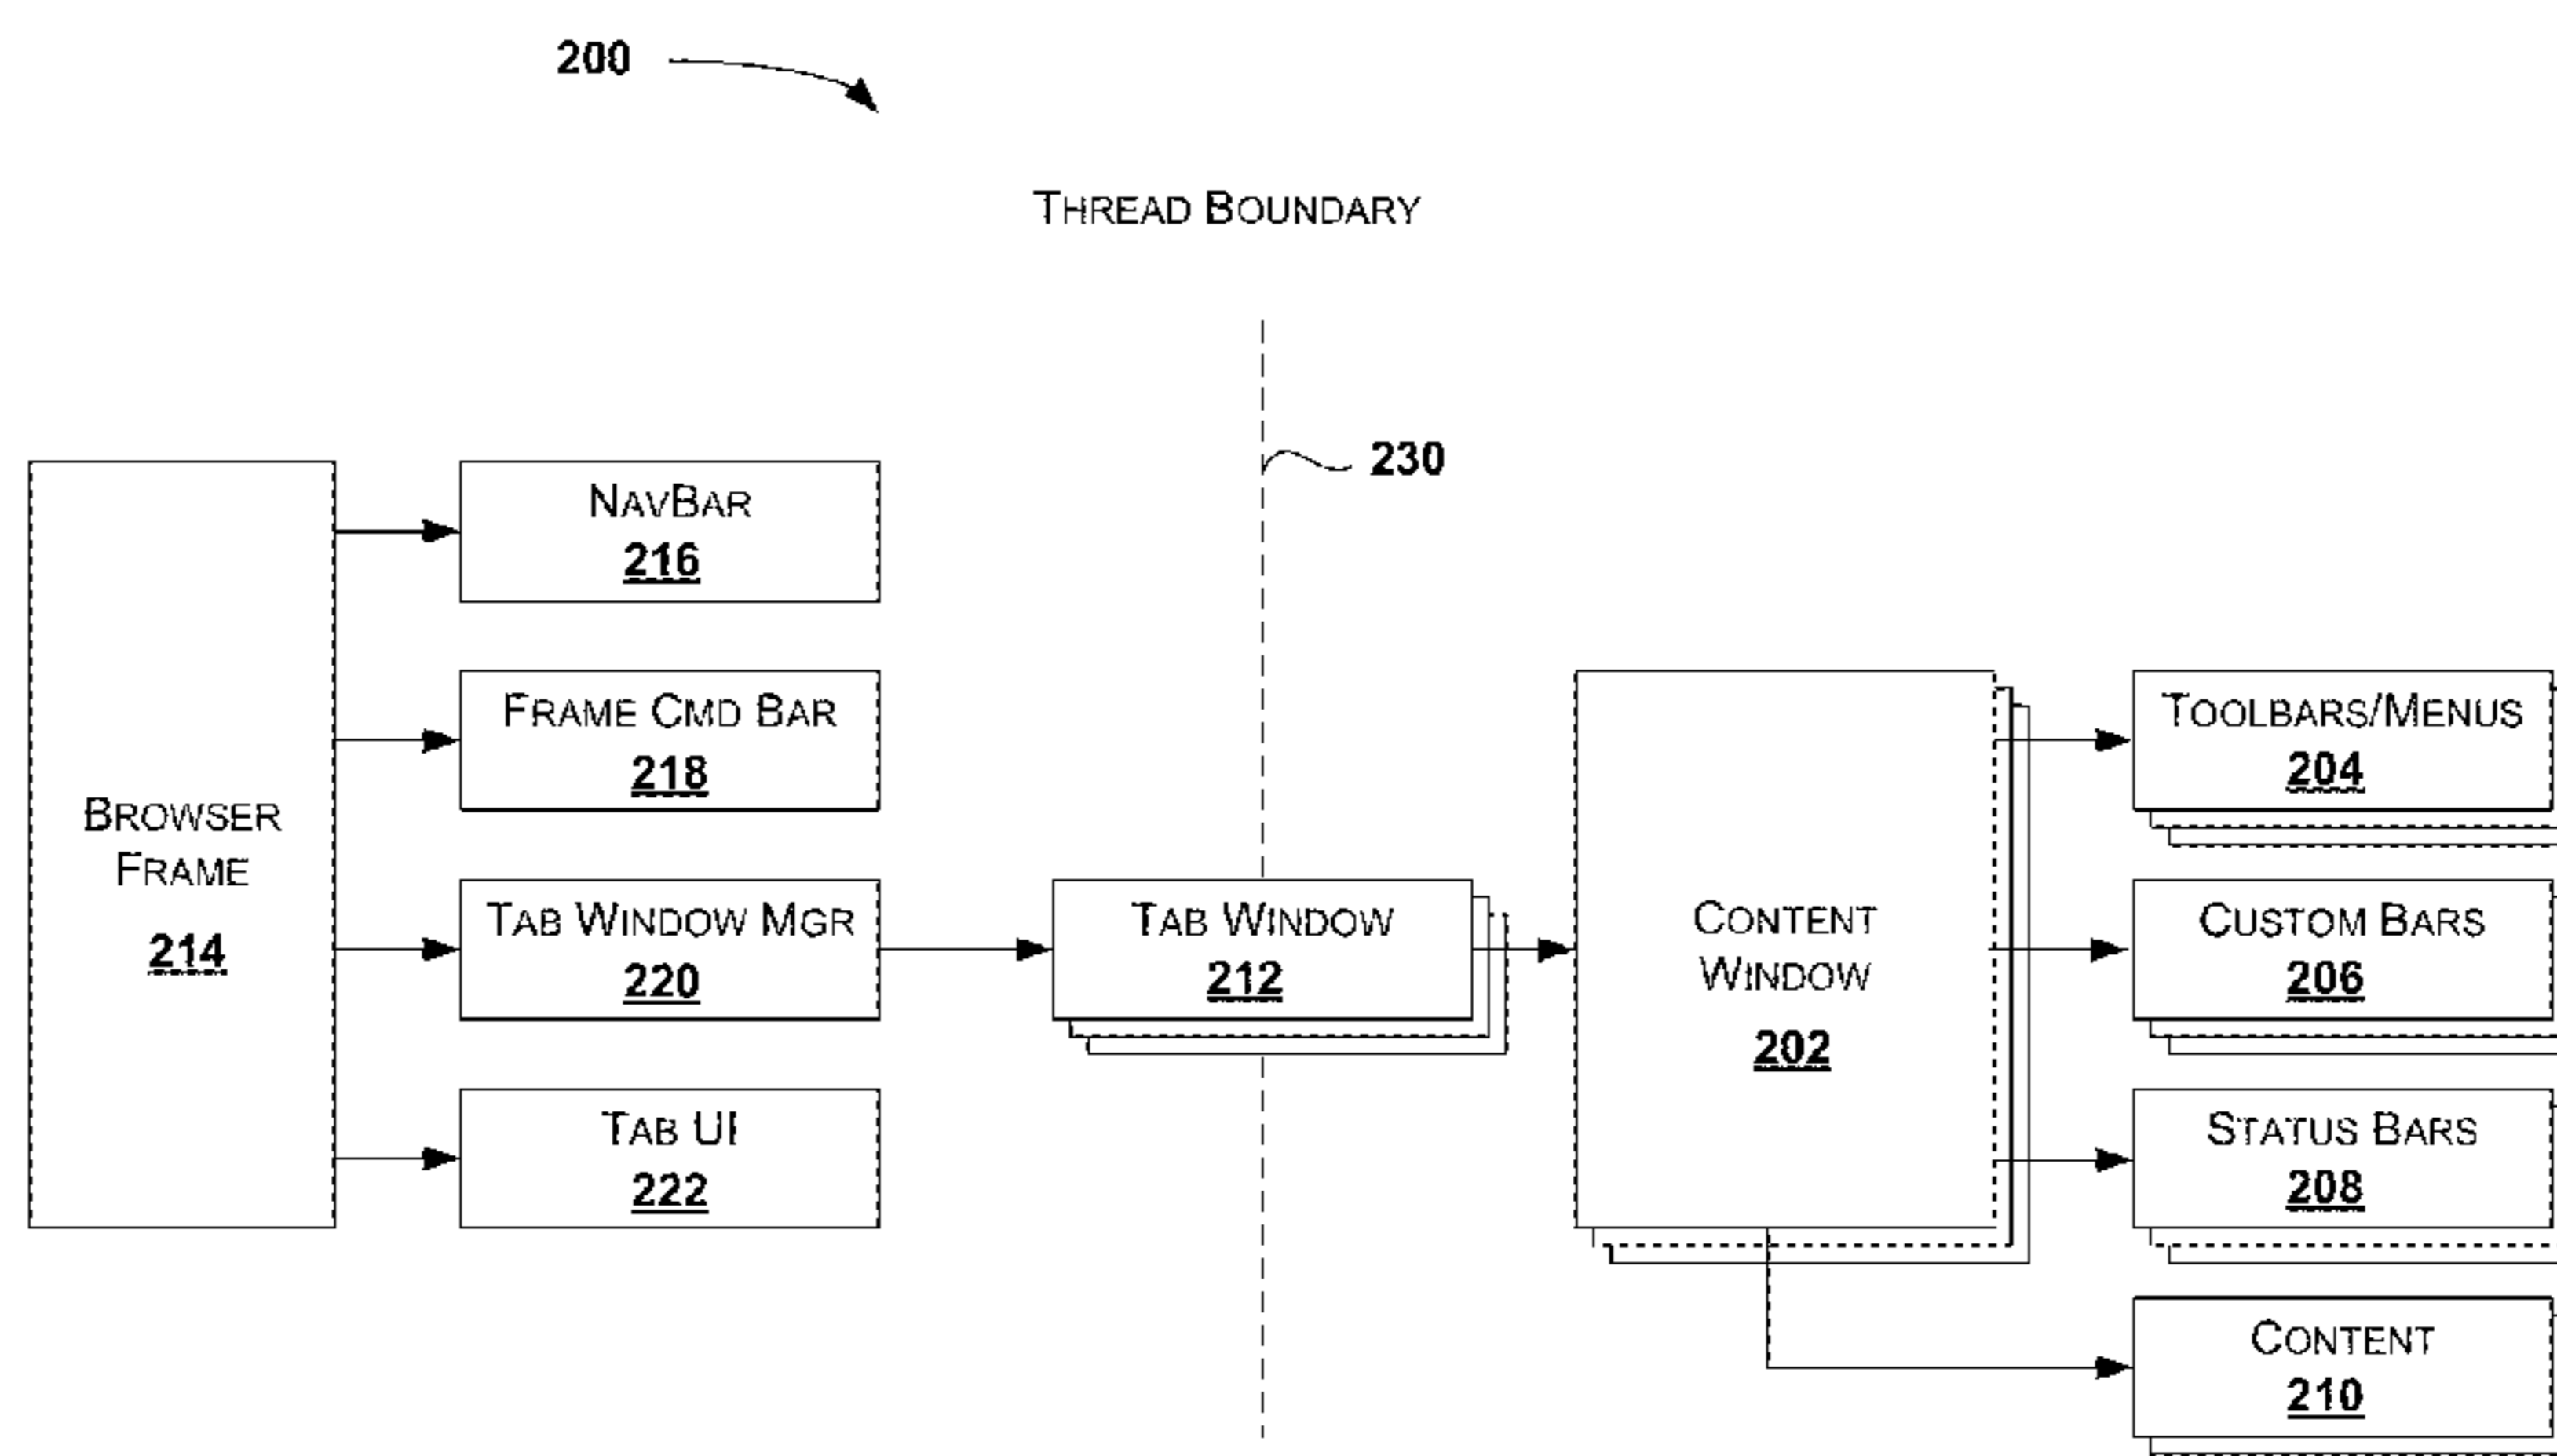 200
THREAD BOUNDARY
230
BROWSER
FRAME
214
NAVBAR
216
FRAME CMD BAR
218
TAB WINDOW MGR
220
TAB UI
222
TAB WINDOW
212
CONTENT
WINDOW
202
TOOLBARS/MENUS
204
CUSTOM BARS
206
STATUS BARS
208
CONTENT
210